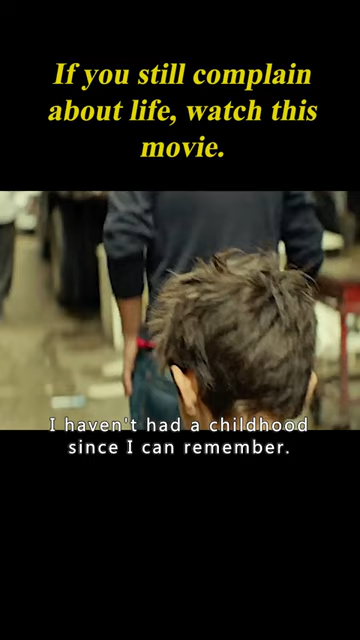 If you still complain
about life, watch this
movie.
I haven't had a childhood
since I can remember.